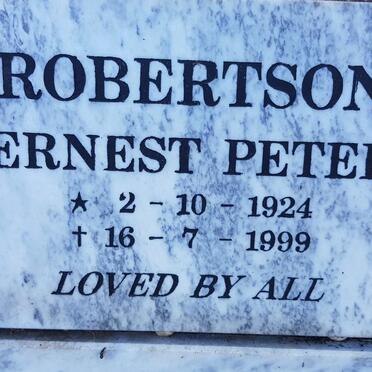 ROBERTSON
ERNEST PETER
★ 2 - 10 - 1924
† 16 - 7 - 1999
LOVED BY ALL